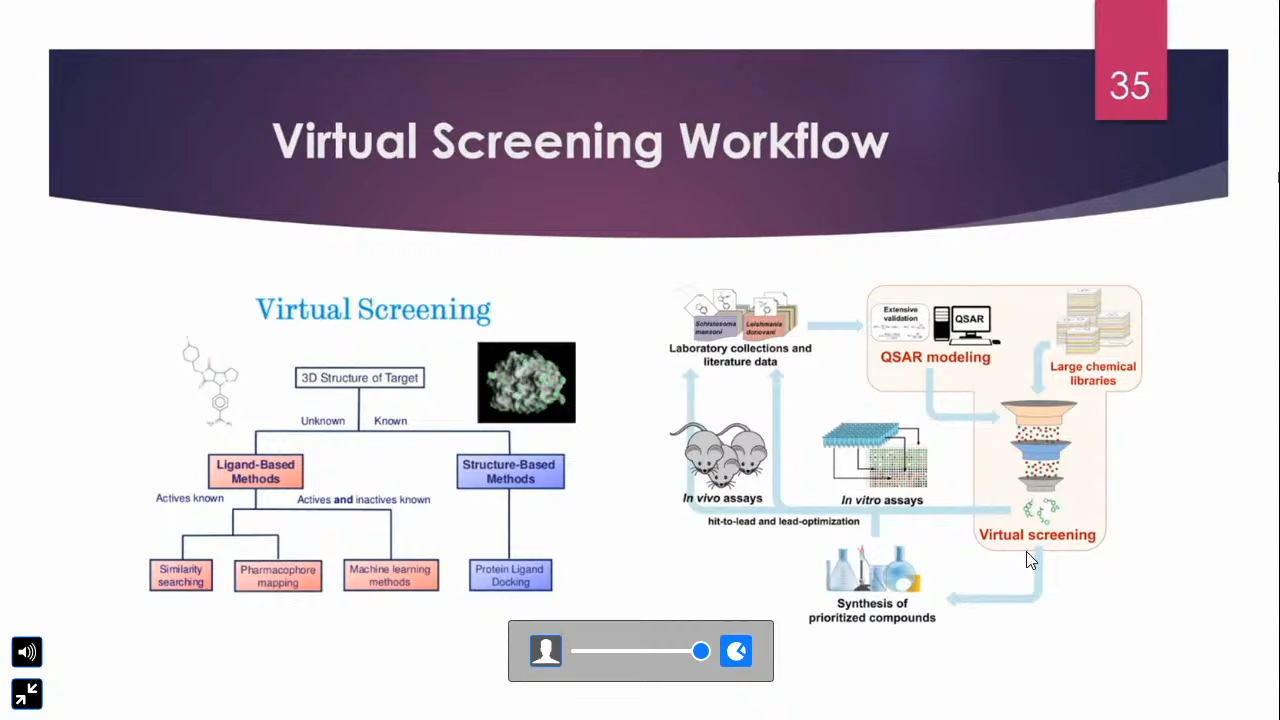 35
Virtual Screening Workflow
Virtual Screening
3D Structure of Target
Unknown
Known
Ligand-Based
Methods
Structure-Based
Methods
Actives known
Actives and inactives known
Similarity
searching
Pharmacophore
mapping
Machine learning
methods
Protein Ligand
Docking
Schistosoma
mansoni
Leishmania
donovani
Laboratory collections and
literature data
Extensive
validation
QSAR
QSAR modeling
Large chemical
libraries
In vivo assays
In vitro assays
hit-to-lead and lead-optimization
Virtual screening
Synthesis of
prioritized compounds